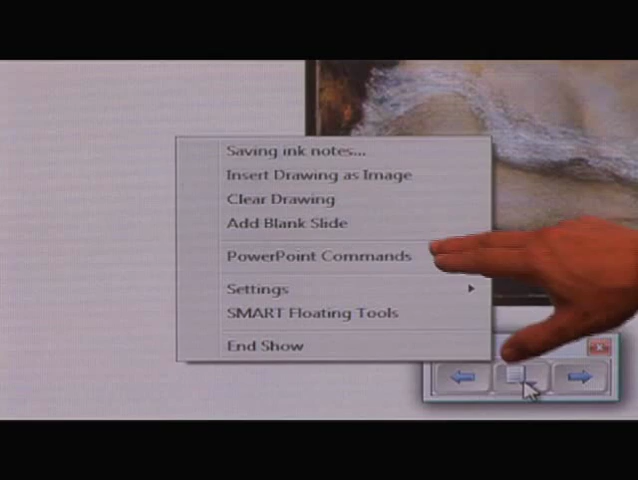 Saving ink notes...
Insert Drawing as Image
Clear Drawing
Add Blank Slide
PowerPoint Commands
Settings
SMART Floating Tools
End Show